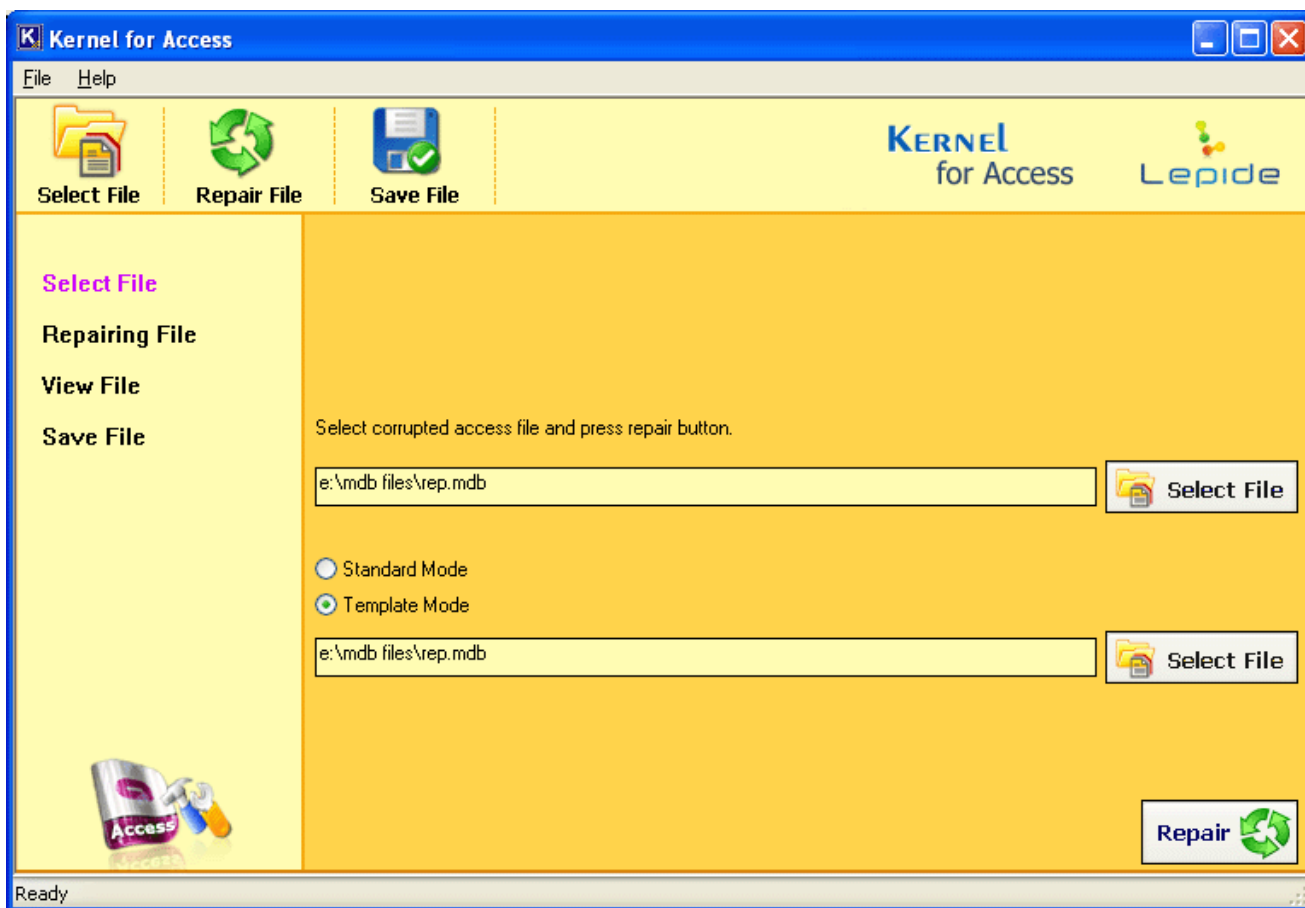 Kernel for Access
File Help
KERNEL
for Access
Lepide
Select File Repair File Save File
Select File
Repairing File
View File
Save File
Select corrupted access file and press repair button.
e:\mdb files\rep.mdb
Select File
Standard Mode
Template Mode
e:\mdb files\rep.mdb
Select File
Access
Repair
Ready